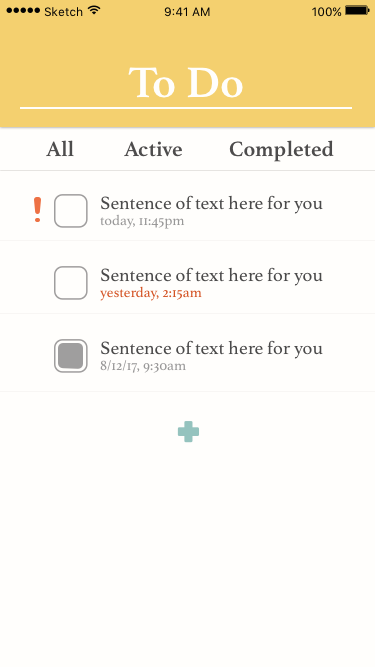 Sketch 9:41 AM 100%
To Do
All Active Completed
Sentence of text here for you
today, 11:45pm
Sentence of text here for you
yesterday, 2:15am
Sentence of text here for you
8/12/17, 9:30am